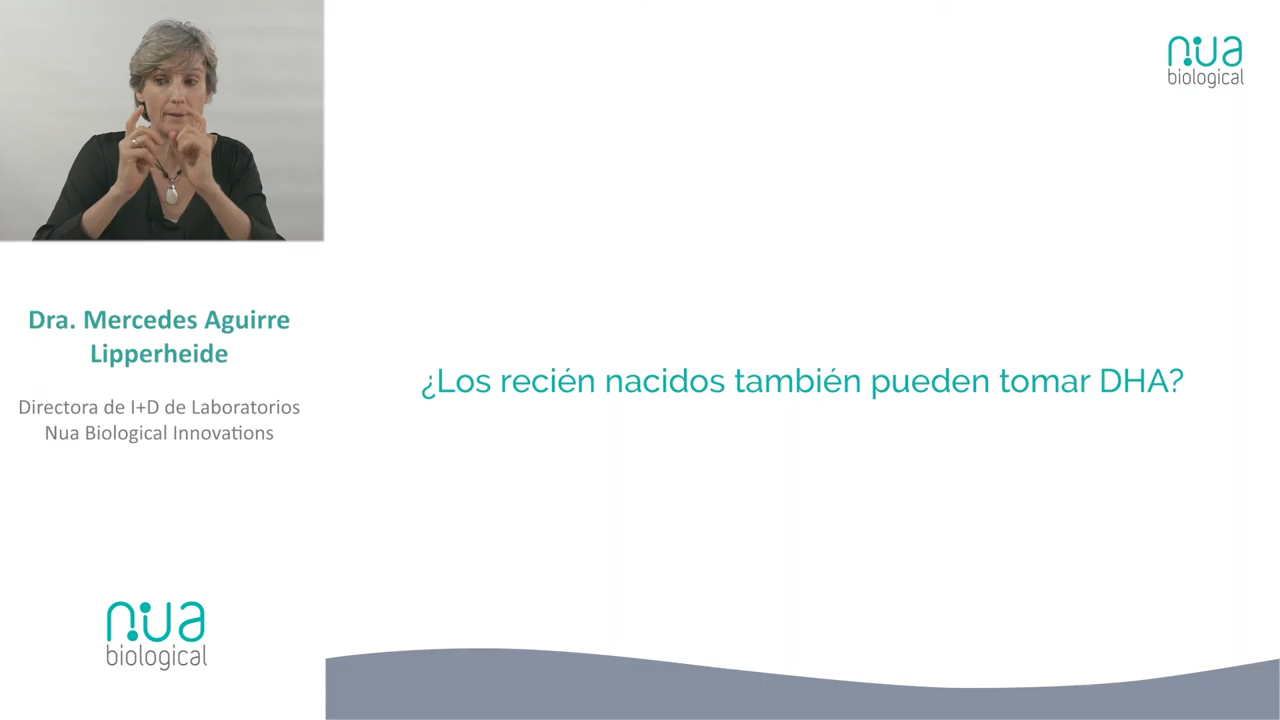 nua
biological
Dra. Mercedes Aguirre
Lipperheide
Directora de I+D de Laboratorios
Nua Biological Innovations
¿Los recién nacidos también pueden tomar DHA?
nua
biological